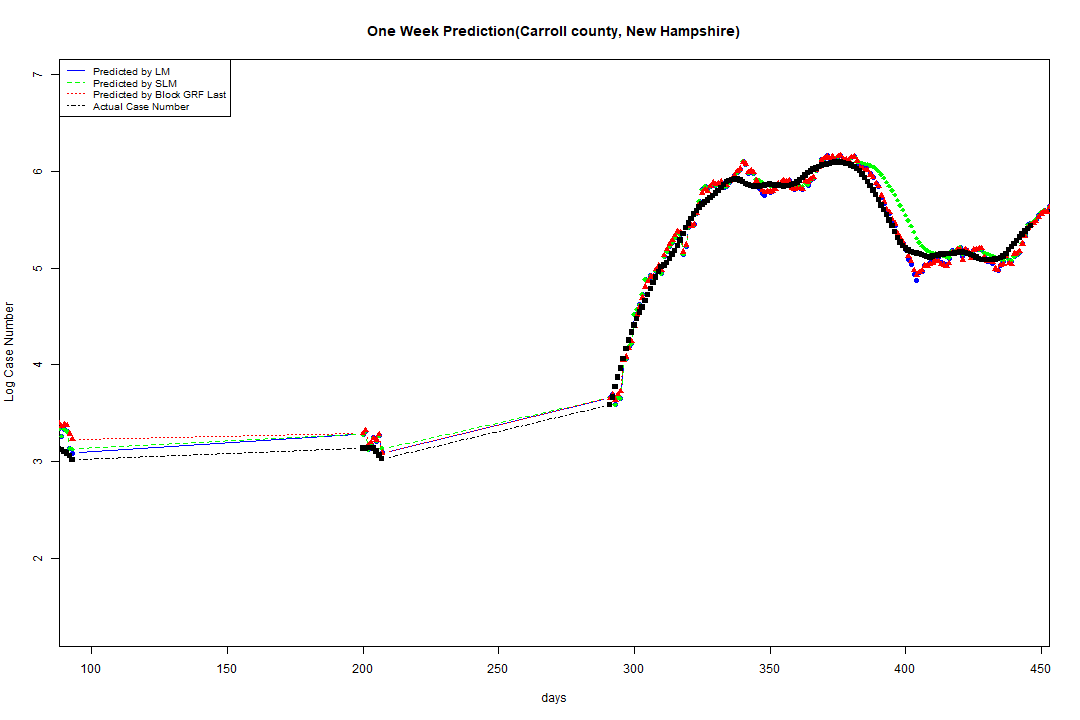 One Week Prediction(Carroll county, New Hampshire)
Predicted by LM
Predicted by SLM
Predicted by Block GRF Last
Actual Case Number
7
6
5
4
3
2
Log Case Number
100 150 200 250 300 350 400 450
days